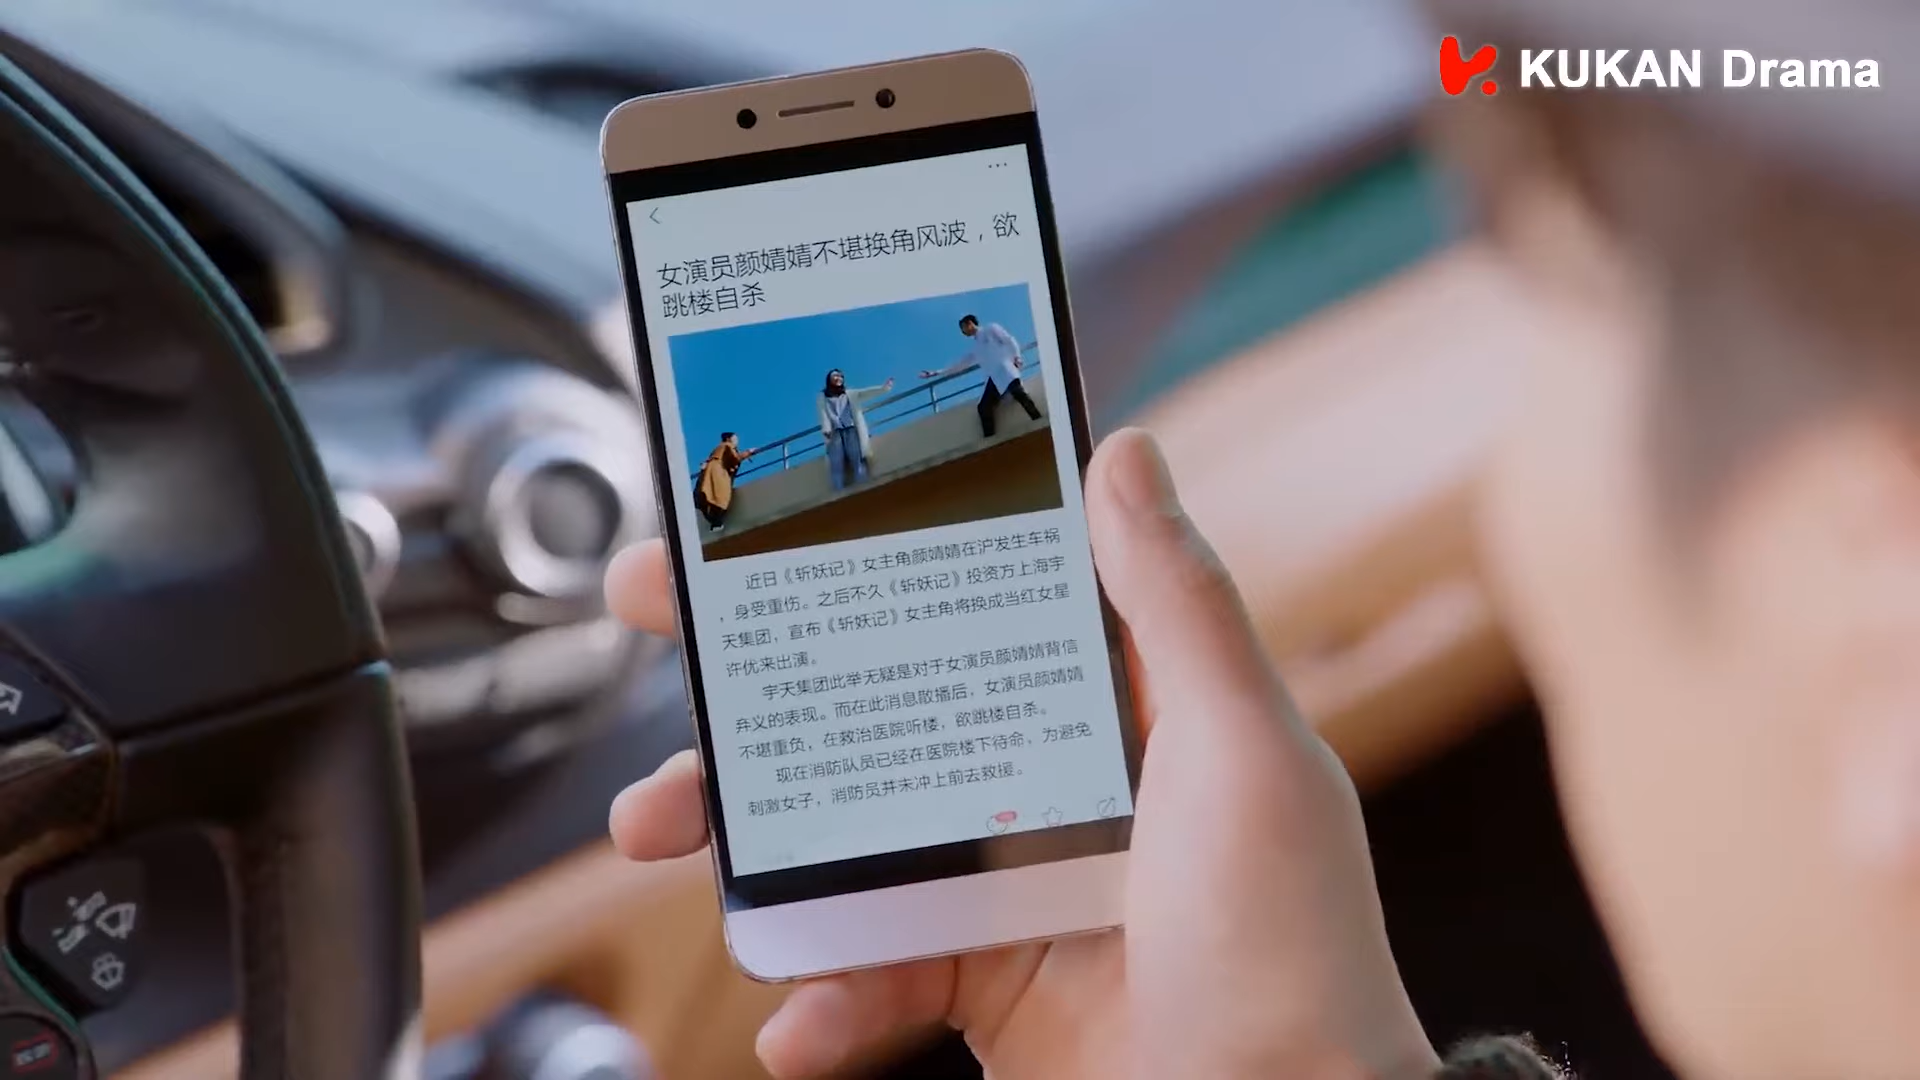 KUKAN Drama
女演员颜婧婧不堪换角风波，欲
跳楼自杀
近日《斩妖记》女主角颜婧婧在沪发生车祸
，身受重伤。之后不久《斩妖记》投资方上海宇
天集团，宣布《斩妖记》女主角将换成当红女星
许优来出演。
宇天集团此举无疑是对于女演员颜婧婧背信
弃义的表现。而在此消息散播后，女演员颜婧婧
不堪重负，在救治医院听楼，欲跳楼自杀。
现在消防队员已经在医院楼下待命，为避免
刺激女子，消防员并未冲上前去救援。